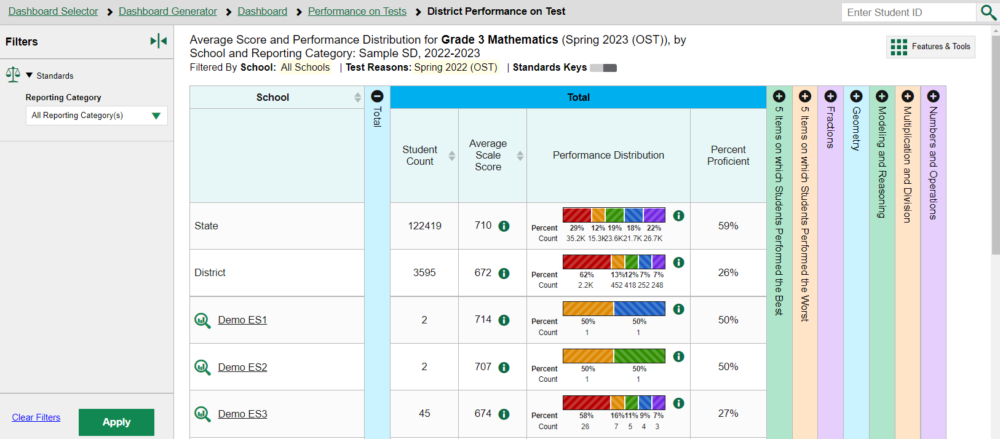 Dashboard Selector > Dashboard Generator > Dashboard > Performance on Tests > District Performance on Test
Enter Student ID
Filters
Standards
Reporting Category
All Reporting Category(s)
Clear Filters
Apply
Average Score and Performance Distribution for Grade 3 Mathematics (Spring 2023 (OST)), by
School and Reporting Category: Sample SD, 2022-2023
Filtered By School: All Schools | Test Reasons: Spring 2022 (OST) | Standards Keys
Features & Tools
School
Total
Total
Student
Count
Average
Scale
Score
Performance Distribution
Percent
Proficient
5 Items on which Students Performed the Best
5 Items on which Students Performed the Worst
Fractions
Geometry
Modeling and Reasoning
Multiplication and Division
Numbers and Operations
State
122419
710
Percent 29% 12% 19% 18% 22%
Count 35.2K 15.3K 23.6K 21.7K 26.7K
59%
District
3595
672
Percent 62% 13% 12% 7% 7%
Count 2.2K 452 418 252 248
26%
Demo ES1
2
714
Percent 50% 50%
Count 1 1
50%
Demo ES2
2
707
Percent 50% 50%
Count 1 1
50%
Demo ES3
45
674
Percent 58% 16% 11% 9% 7%
Count 26 7 5 4 3
27%